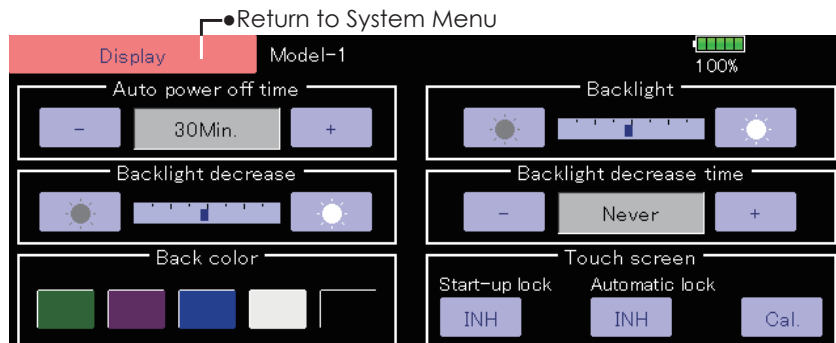 Return to System Menu
Display
Model-1
100%
Auto power off time
-
30Min.
+
Backlight
Backlight decrease
Backlight decrease time
-
Never
+
Back color
Touch screen
Start-up lock
Automatic lock
INH
INH
Cal.